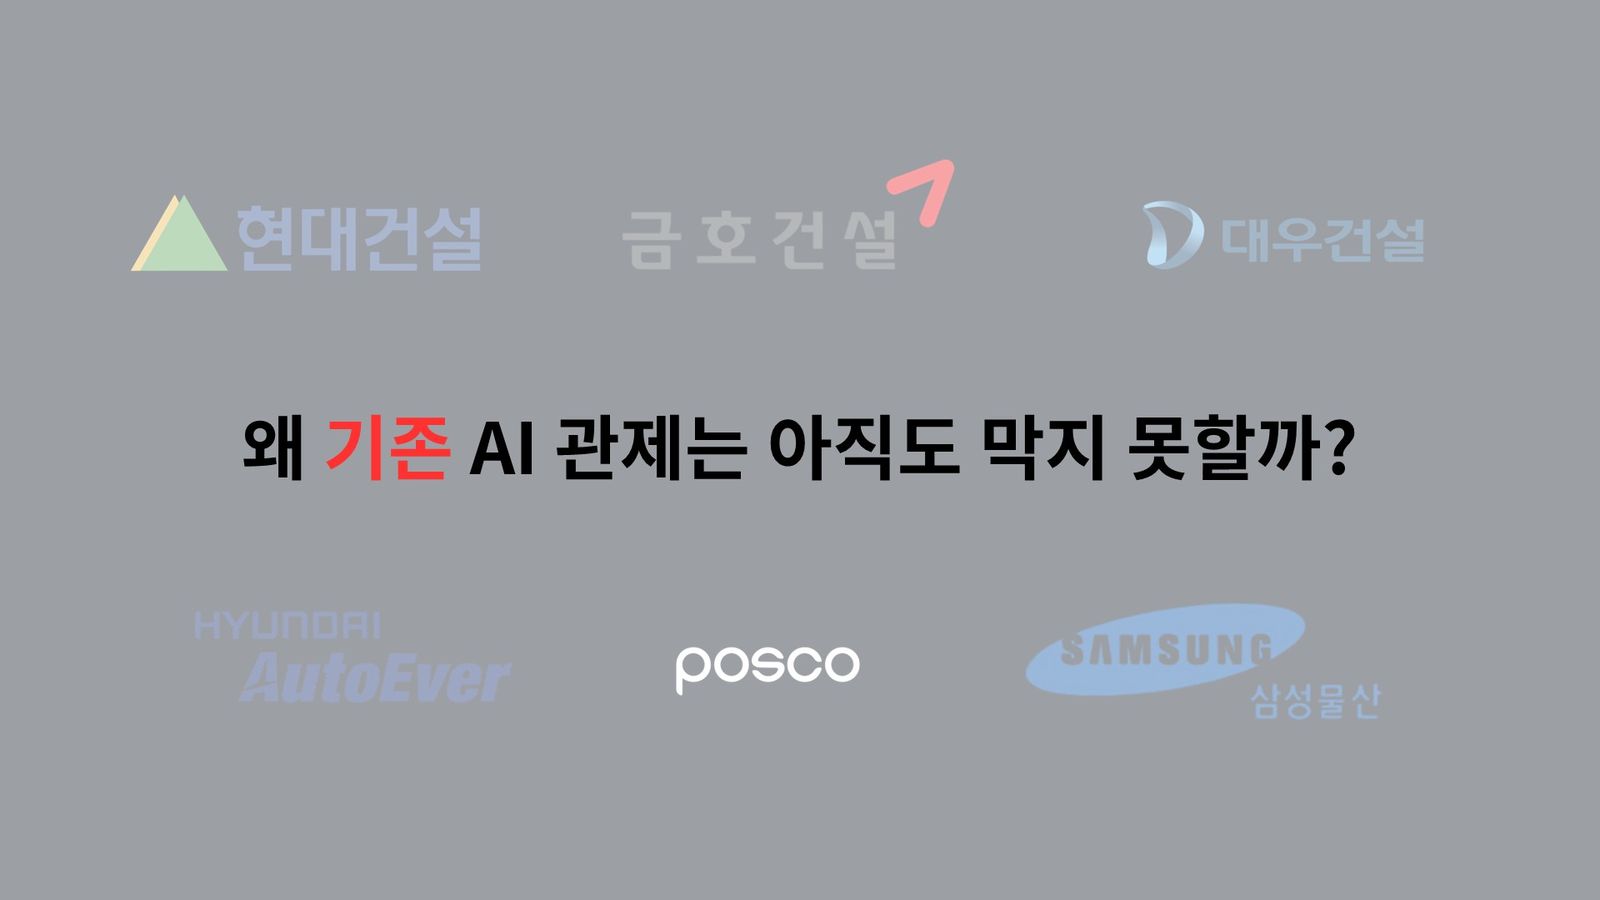 현대건설
금호건설
대우건설
왜 기존 AI 관제는 아직도 막지 못할까?
HYUNDAI
AutoEver
posco
SAMSUNG
삼성물산